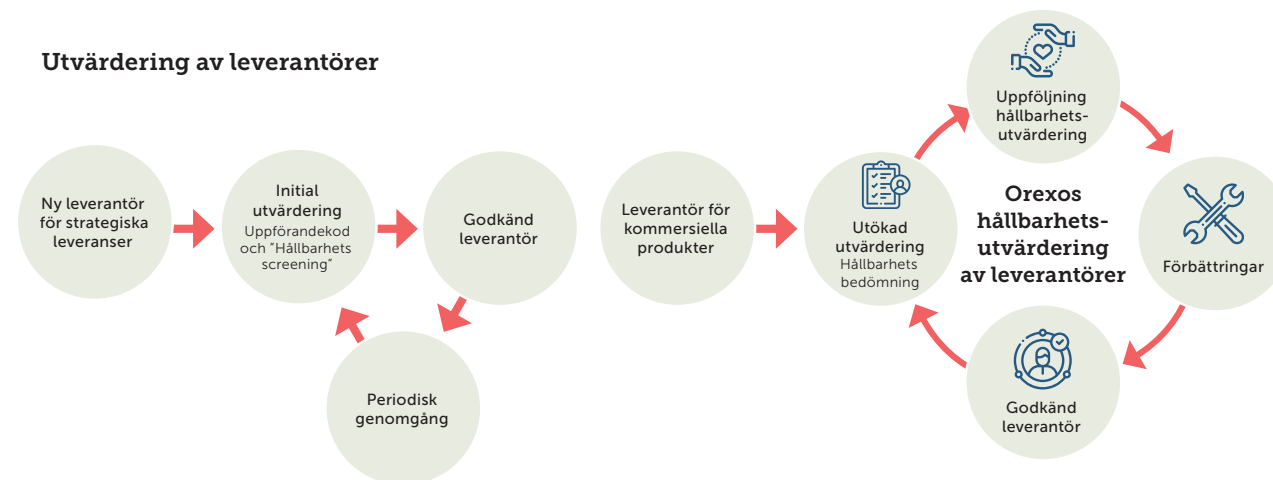 Utvärdering av leverantörer
Ny leverantör
för strategiska
leveranser
Initial
utvärdering
Uppförandekod
och ”Hållbarhets
screening”
Godkänd
leverantör
Periodisk
genomgång
Leverantör för
kommersiella
produkter
Utökad
utvärdering
Hållbarhets
bedömning
Uppföljning
hållbarhets-
utvärdering
Orexos
hållbarhets-
utvärdering
av leverantörer
Förbättringar
Godkänd
leverantör